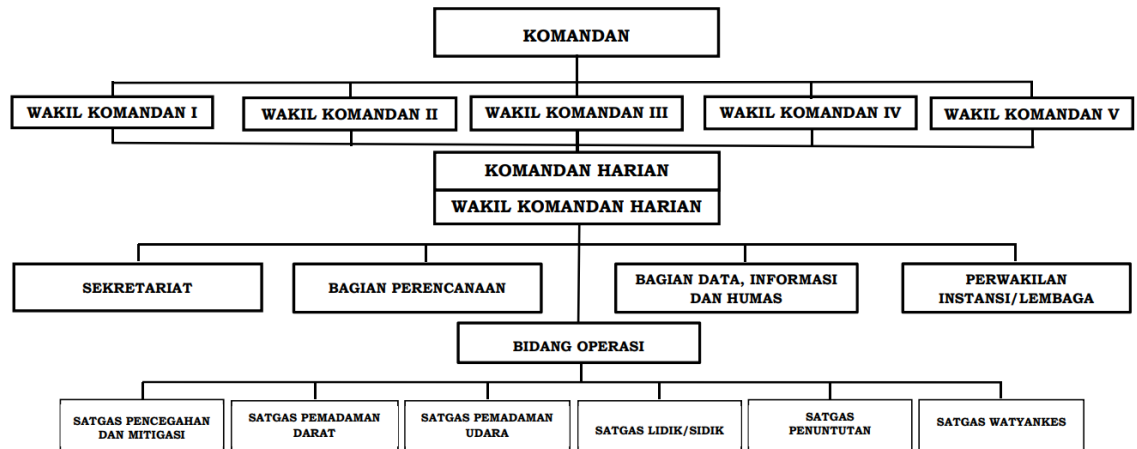 KOMANDAN
WAKIL KOMANDAN I
WAKIL KOMANDAN II
WAKIL KOMANDAN III
WAKIL KOMANDAN IV
WAKIL KOMANDAN V
KOMANDAN HARIAN
WAKIL KOMANDAN HARIAN
SEKRETARIAT
BAGIAN PERENCANAAN
BAGIAN DATA, INFORMASI
DAN HUMAS
PERWAKILAN
INSTANSI/LEMBAGA
BIDANG OPERASI
SATGAS PENCEGAHAN
DAN MITIGASI
SATGAS PEMADAMAN
DARAT
SATGAS PEMADAMAN
UDARA
SATGAS LIDIK/SIDIK
SATGAS
PENUNTUTAN
SATGAS WATYANKES